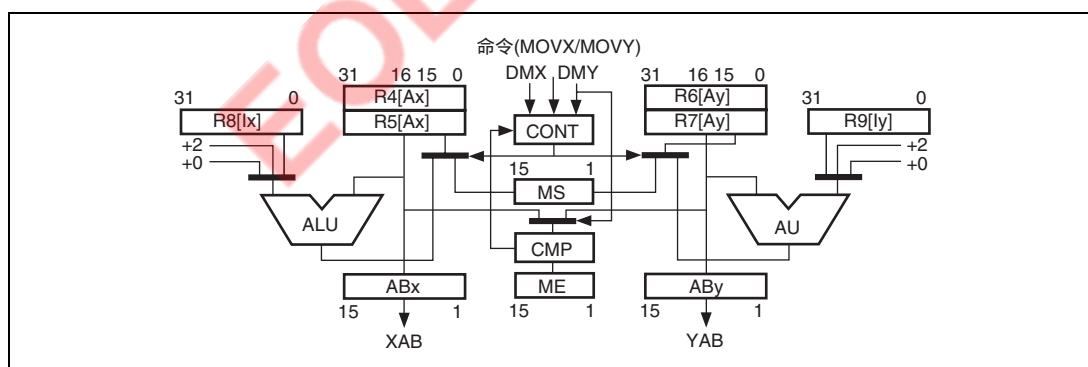 命令(MOVX/MOVY)
DMX DMY
31 16 15 0
31 16 15 0
31 0
R4[Ax]
R6[Ay]
31 0
R8[Ix]
R5[Ax]
CONT
R7[Ay]
R9[Iy]
+2
+0
+2
+0
15 1
MS
ALU
AU
CMP
ABx
ME
ABy
15 1
15 1
15 1
XAB
YAB
EOL